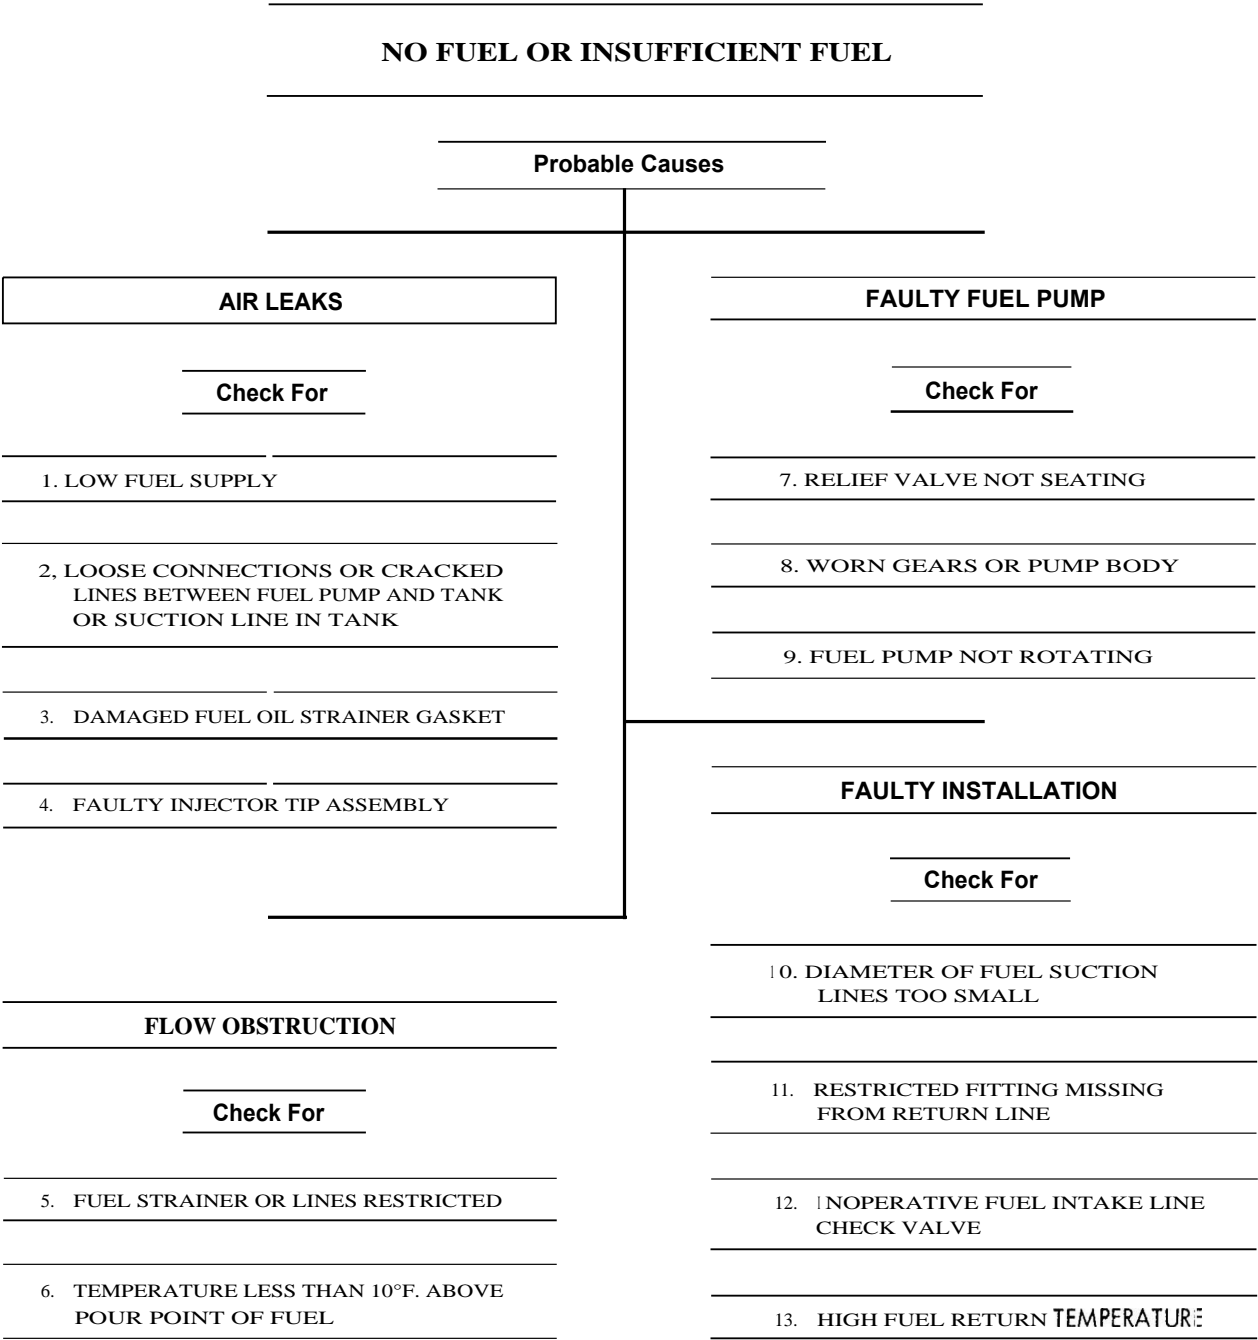 NO FUEL OR INSUFFICIENT FUEL
Probable Causes
AIR LEAKS
Check For
1. LOW FUEL SUPPLY
2, LOOSE CONNECTIONS OR CRACKED
LINES BETWEEN FUEL PUMP AND TANK
OR SUCTION LINE IN TANK
3. DAMAGED FUEL OIL STRAINER GASKET
4. FAULTY INJECTOR TIP ASSEMBLY
FLOW OBSTRUCTION
Check For
5. FUEL STRAINER OR LINES RESTRICTED
6. TEMPERATURE LESS THAN 10°F. ABOVE
POUR POINT OF FUEL
FAULTY FUEL PUMP
Check For
7. RELIEF VALVE NOT SEATING
8. WORN GEARS OR PUMP BODY
9. FUEL PUMP NOT ROTATING
FAULTY INSTALLATION
Check For
10. DIAMETER OF FUEL SUCTION
LINES TOO SMALL
11. RESTRICTED FITTING MISSING
FROM RETURN LINE
12. INOPERATIVE FUEL INTAKE LINE
CHECK VALVE
13. HIGH FUEL RETURN TEMPERATURE